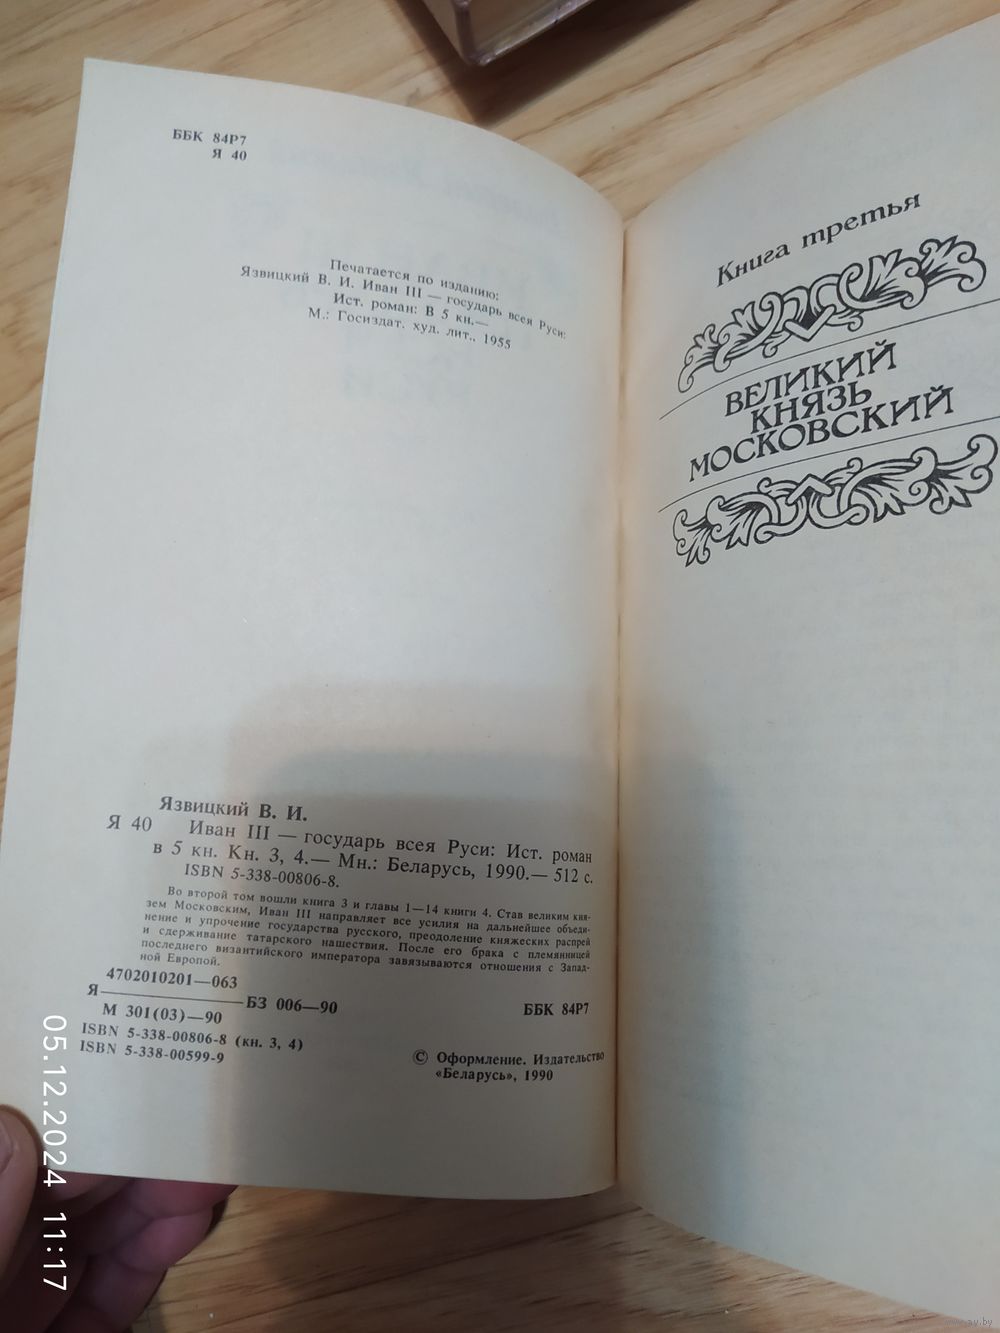 ББК 84Р7
Я 40
Печатается по изданию:
Язвицкий В. И. Иван III — государь всея Руси:
Ист. роман: В 5 кн.—
М.: Госиздат. худ. лит., 1955
Язвицкий В. И.
Я 40 Иван III — государь всея Руси: Ист. роман
в 5 кн. Кн. 3, 4.— Мн.: Беларусь, 1990.— 512 с.
ISBN 5-338-00806-8.
Во второй том вошли книга 3 и главы 1—14 книги 4. Став великим кня-
зем Московским, Иван III направляет все усилия на дальнейшее объеди-
нение и упрочение государства русского, преодоление княжеских распрей
и сдерживание татарского нашествия. После его брака с племянницей
последнего византийского императора завязываются отношения с Запад-
ной Европой.
4702010201—063
Я
БЗ 006—90
М 301(03)—90
ББК 84Р7
ISBN 5-338-00806-8 (кн. 3, 4)
ISBN 5-338-00599-9
© Оформление. Издательство
«Беларусь», 1990
Книга третья
ВЕЛИКИЙ
КНЯЗЬ
МОСКОВСКИЙ
05.12.2024 11:17